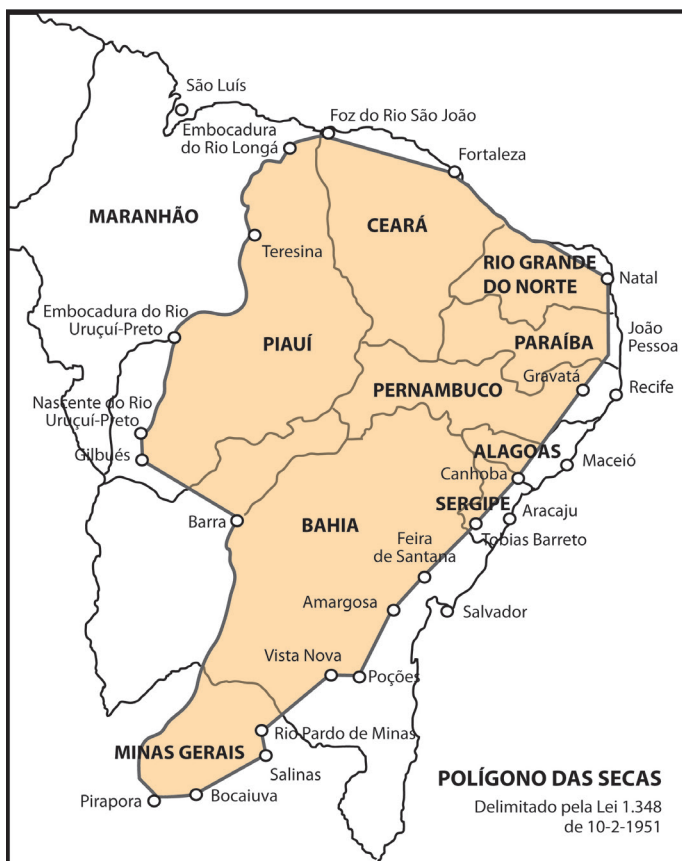 São Luís
Foz do Rio São João
Embocadura
do Rio Longá
Fortaleza
MARANHÃO
CEARÁ
Teresina
RIO GRANDE
DO NORTE
Natal
Embocadura do Rio
Uruçuí-Preto
João
Pessoa
PIAUÍ
PARAÍBA
PERNAMBUCO
Gravatá
Recife
Nascente do Rio
Uruçuí-Preto
Gilbués
ALAGOAS
Maceió
Canhoba
SERGIPE
Aracaju
Barra
BAHIA
Tobias Barreto
Feira
de Santana
Amargosa
Salvador
Vista Nova
Poções
Rio Pardo de Minas
MINAS GERAIS
Salinas
Pirapora
Bocaiuva
POLÍGONO DAS SECAS
Delimitado pela Lei 1.348
de 10-2-1951